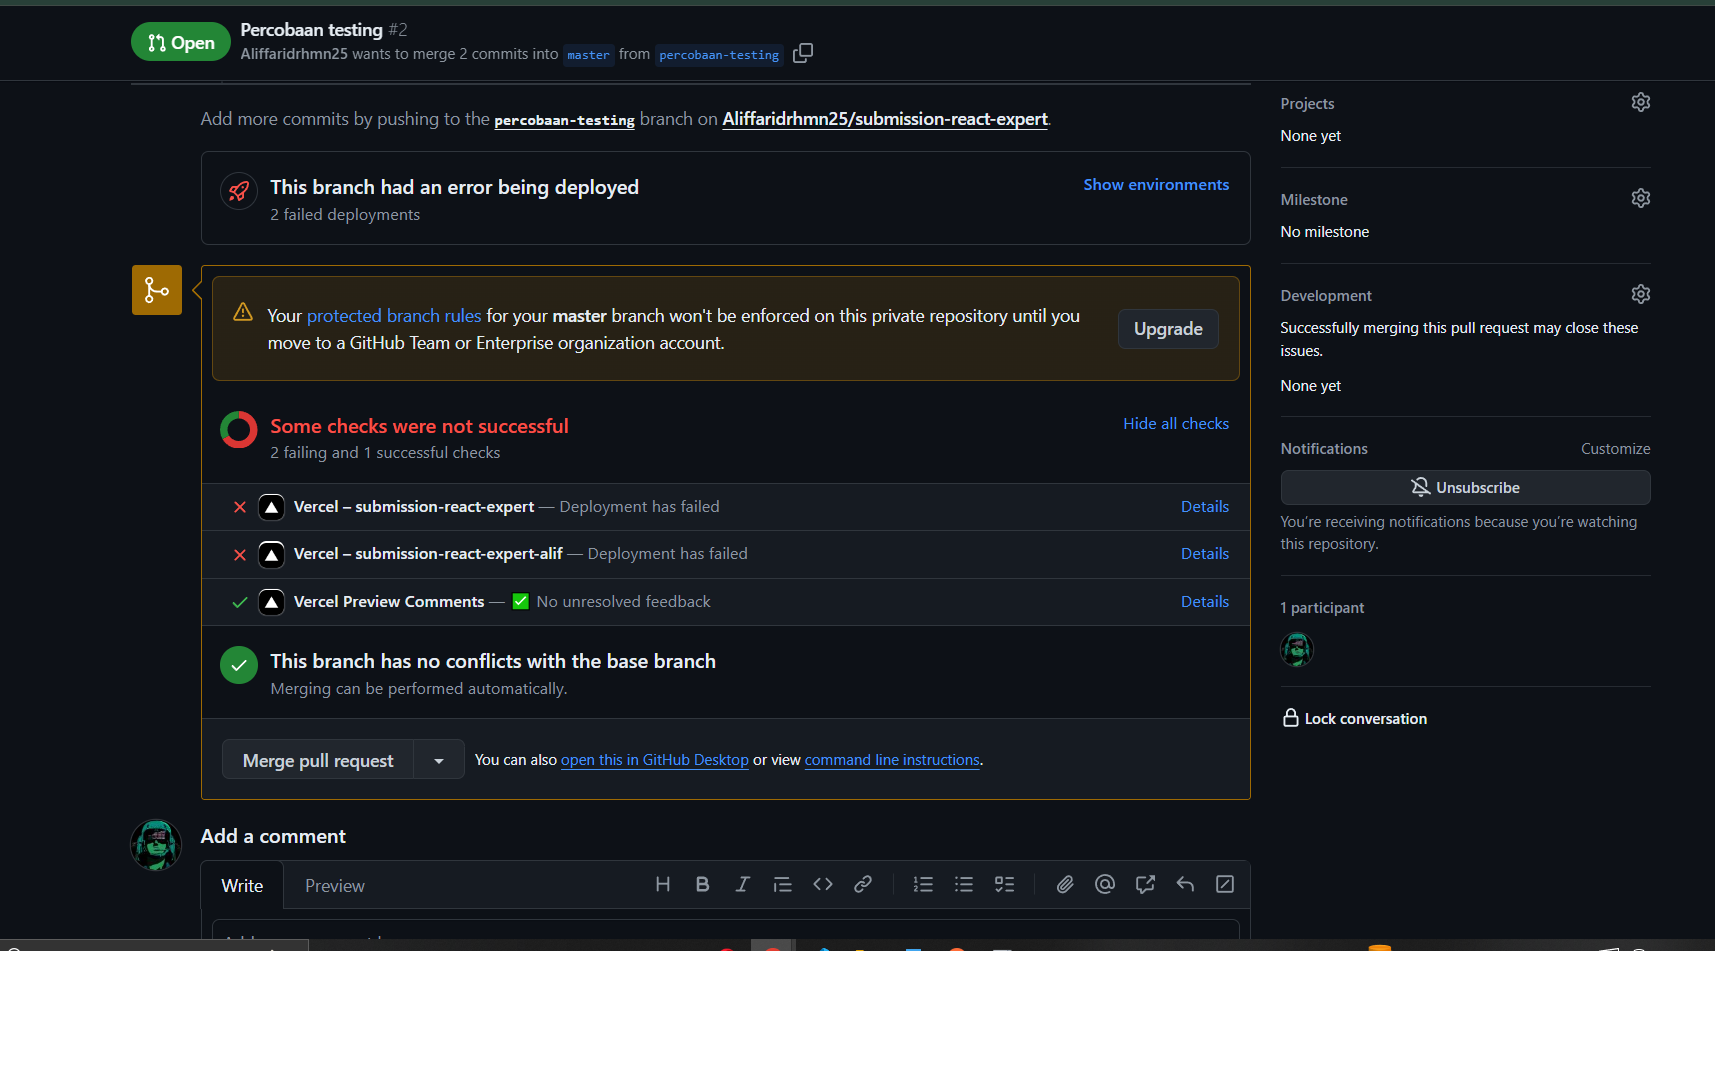 Open
Percobaan testing #2
Aliffaridrhmn25 wants to merge 2 commits into master from percobaan-testing
Add more commits by pushing to the percobaan-testing branch on Aliffaridrhmn25/submission-react-expert.
This branch had an error being deployed
2 failed deployments
Show environments
Your protected branch rules for your master branch won't be enforced on this private repository until you
move to a GitHub Team or Enterprise organization account.
Upgrade
Some checks were not successful
2 failing and 1 successful checks
Hide all checks
Vercel – submission-react-expert — Deployment has failed
Details
Vercel – submission-react-expert-alif — Deployment has failed
Details
Vercel Preview Comments — ✅ No unresolved feedback
Details
This branch has no conflicts with the base branch
Merging can be performed automatically.
Merge pull request
You can also open this in GitHub Desktop or view command line instructions.
Add a comment
Write
Preview
Projects
None yet
Milestone
No milestone
Development
Successfully merging this pull request may close these
issues.
None yet
Notifications
Customize
Unsubscribe
You're receiving notifications because you're watching
this repository.
1 participant
Lock conversation